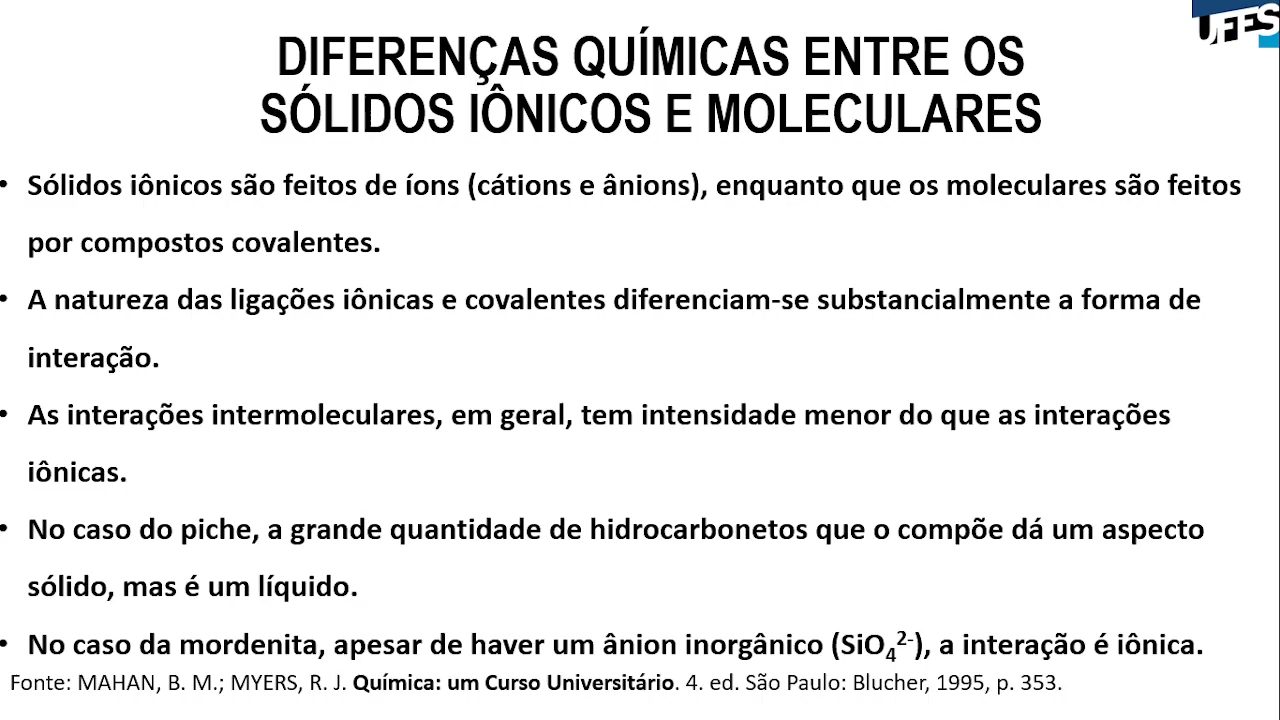 UFES
DIFERENÇAS QUÍMICAS ENTRE OS
SÓLIDOS IÔNICOS E MOLECULARES
• Sólidos iônicos são feitos de íons (cátions e ânions), enquanto que os moleculares são feitos
por compostos covalentes.
• A natureza das ligações iônicas e covalentes diferenciam-se substancialmente a forma de
interação.
• As interações intermoleculares, em geral, tem intensidade menor do que as interações
iônicas.
• No caso do piche, a grande quantidade de hidrocarbonetos que o compõe dá um aspecto
sólido, mas é um líquido.
• No caso da mordenita, apesar de haver um ânion inorgânico (SiO₄²⁻), a interação é iônica.
Fonte: MAHAN, B. M.; MYERS, R. J. Química: um Curso Universitário. 4. ed. São Paulo: Blucher, 1995, p. 353.